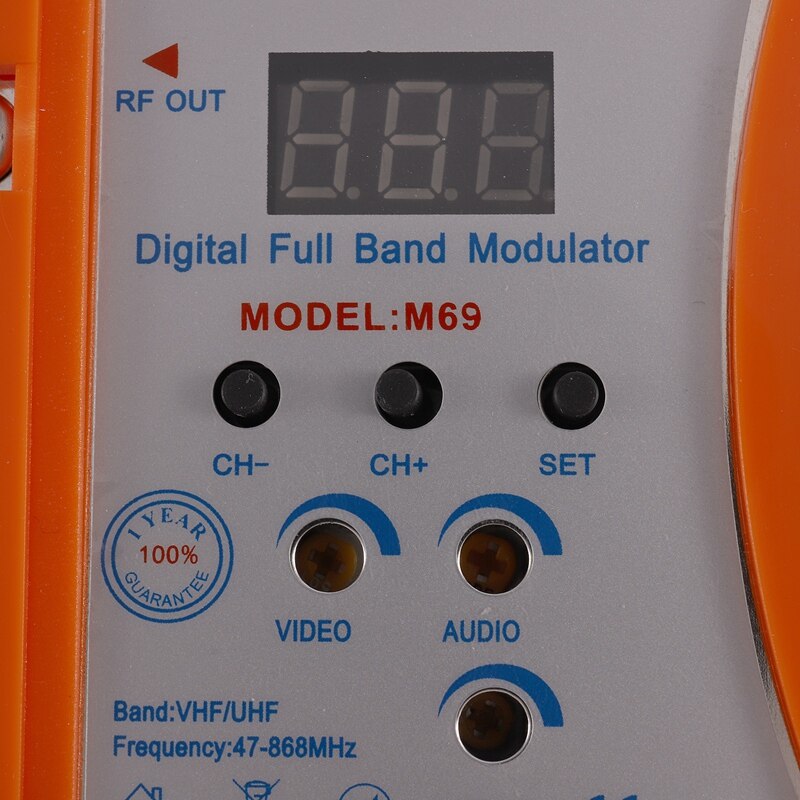 RF OUT
Digital Full Band Modulator
MODEL:M69
CH-
CH+
SET
1 YEAR
100%
GUARANTEE
VIDEO
AUDIO
Band:VHF/UHF
Frequency:47-868MHz